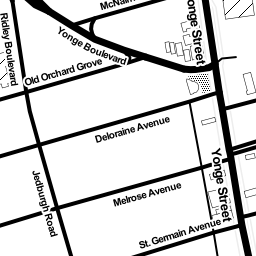 McNairn
Yonge Street
Ridley Boulevard
Yonge Boulevard
Old Orchard Grove
Deloraine Avenue
Jedburgh Road
Melrose Avenue
Yonge Street
St. Germain Avenue